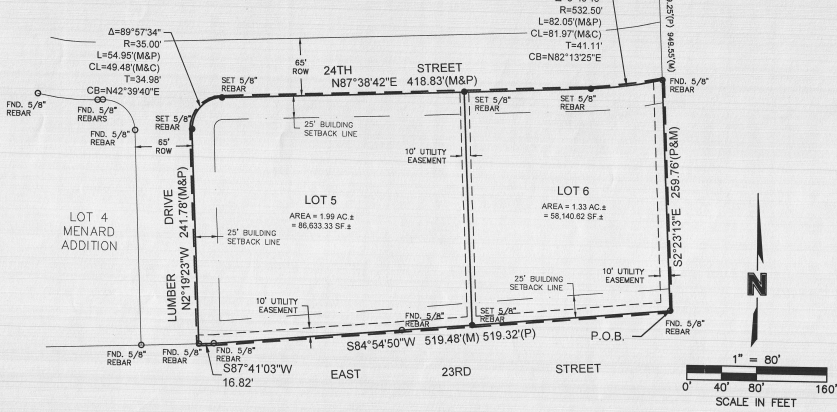 Δ=89°57'34"
R=35.00'
L=54.95'(M&P)
CL=49.48'(M&C)
T=34.98'
CB=N42°39'40"E
R=532.50'
L=82.05'(M&P)
CL=81.97'(M&C)
T=41.11'
CB=N82°13'25"E
.25'(P) 949.55'(M)
65'
ROW
24TH STREET
N87°38'42"E 418.83'(M&P)
SET 5/8"
REBAR
FND. 5/8"
REBAR
FND. 5/8"
REBAR
FND. 5/8"
REBARS
FND. 5/8"
REBAR
SET 5/8"
REBAR
SET 5/8"
REBAR
65'
ROW
25' BUILDING
SETBACK LINE
10' UTILITY
EASEMENT
LOT 4
MENARD
ADDITION
LUMBER DRIVE
N2°19'23"W 241.78'(M&P)
25' BUILDING
SETBACK LINE
LOT 5
AREA = 1.99 AC.±
= 86,633.33 SF.±
LOT 6
AREA = 1.33 AC.±
= 58,140.62 SF.±
S2°23'13"E 259.76'(P&M)
10' UTILITY
EASEMENT
25' BUILDING
SETBACK LINE
10' UTILITY
EASEMENT
FND. 5/8"
REBAR
SET 5/8"
REBAR
P.O.B.
FND. 5/8"
REBAR
FND. 5/8"
REBAR
FND. 5/8"
REBAR
FND. 5/8"
REBAR
S84°54'50"W 519.48'(M) 519.32'(P)
S87°41'03"W
16.82'
EAST 23RD STREET
N
1" = 80'
0' 40' 80' 160'
SCALE IN FEET